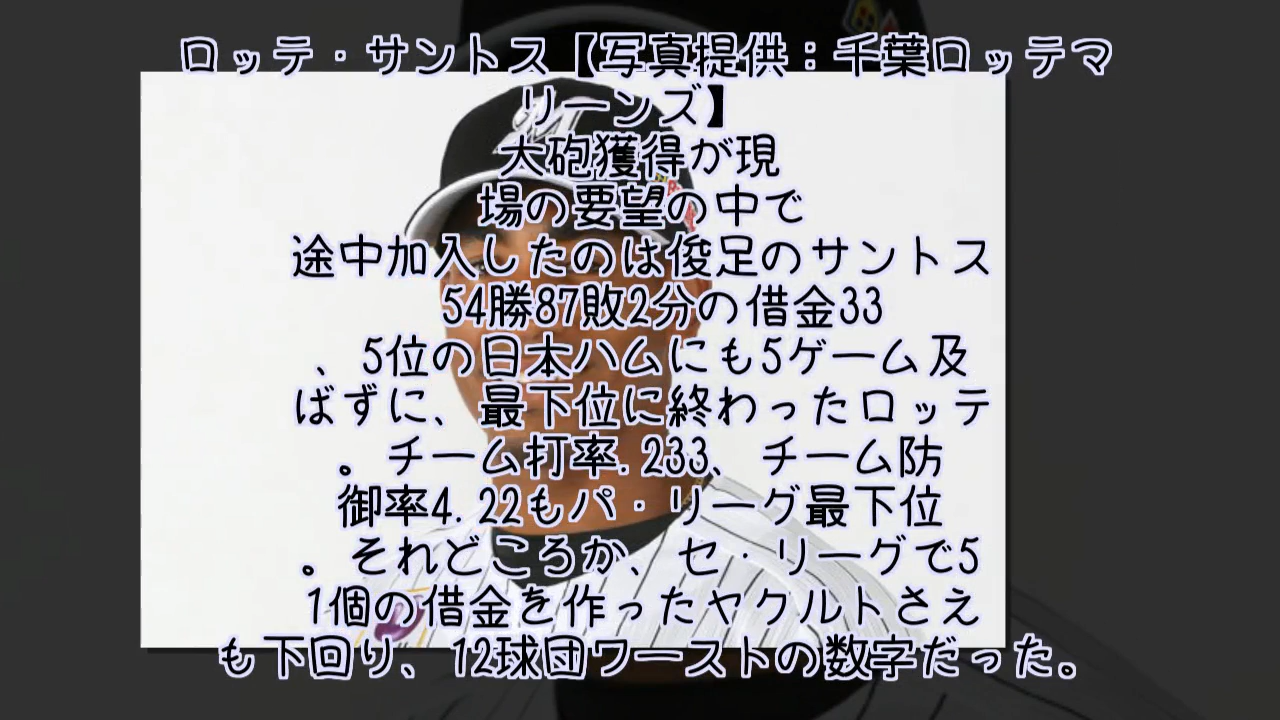 ロッテ・サントス【写真提供：千葉ロッテマ
リーンズ】
大砲獲得が現
場の要望の中で
途中加入したのは俊足のサントス
54勝87敗2分の借金33
、5位の日本ハムにも5ゲーム及
ばずに、最下位に終わったロッテ
。チーム打率.233、チーム防
御率4.22もパ・リーグ最下位
。それどころか、セ・リーグで5
1個の借金を作ったヤクルトさえ
も下回り、12球団ワーストの数字だった。